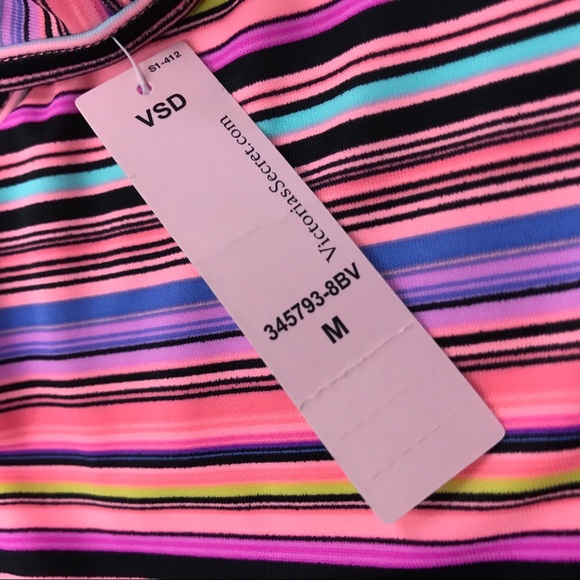 S1-412
VSD
VictoriasSecret.com
345793-8BV
M